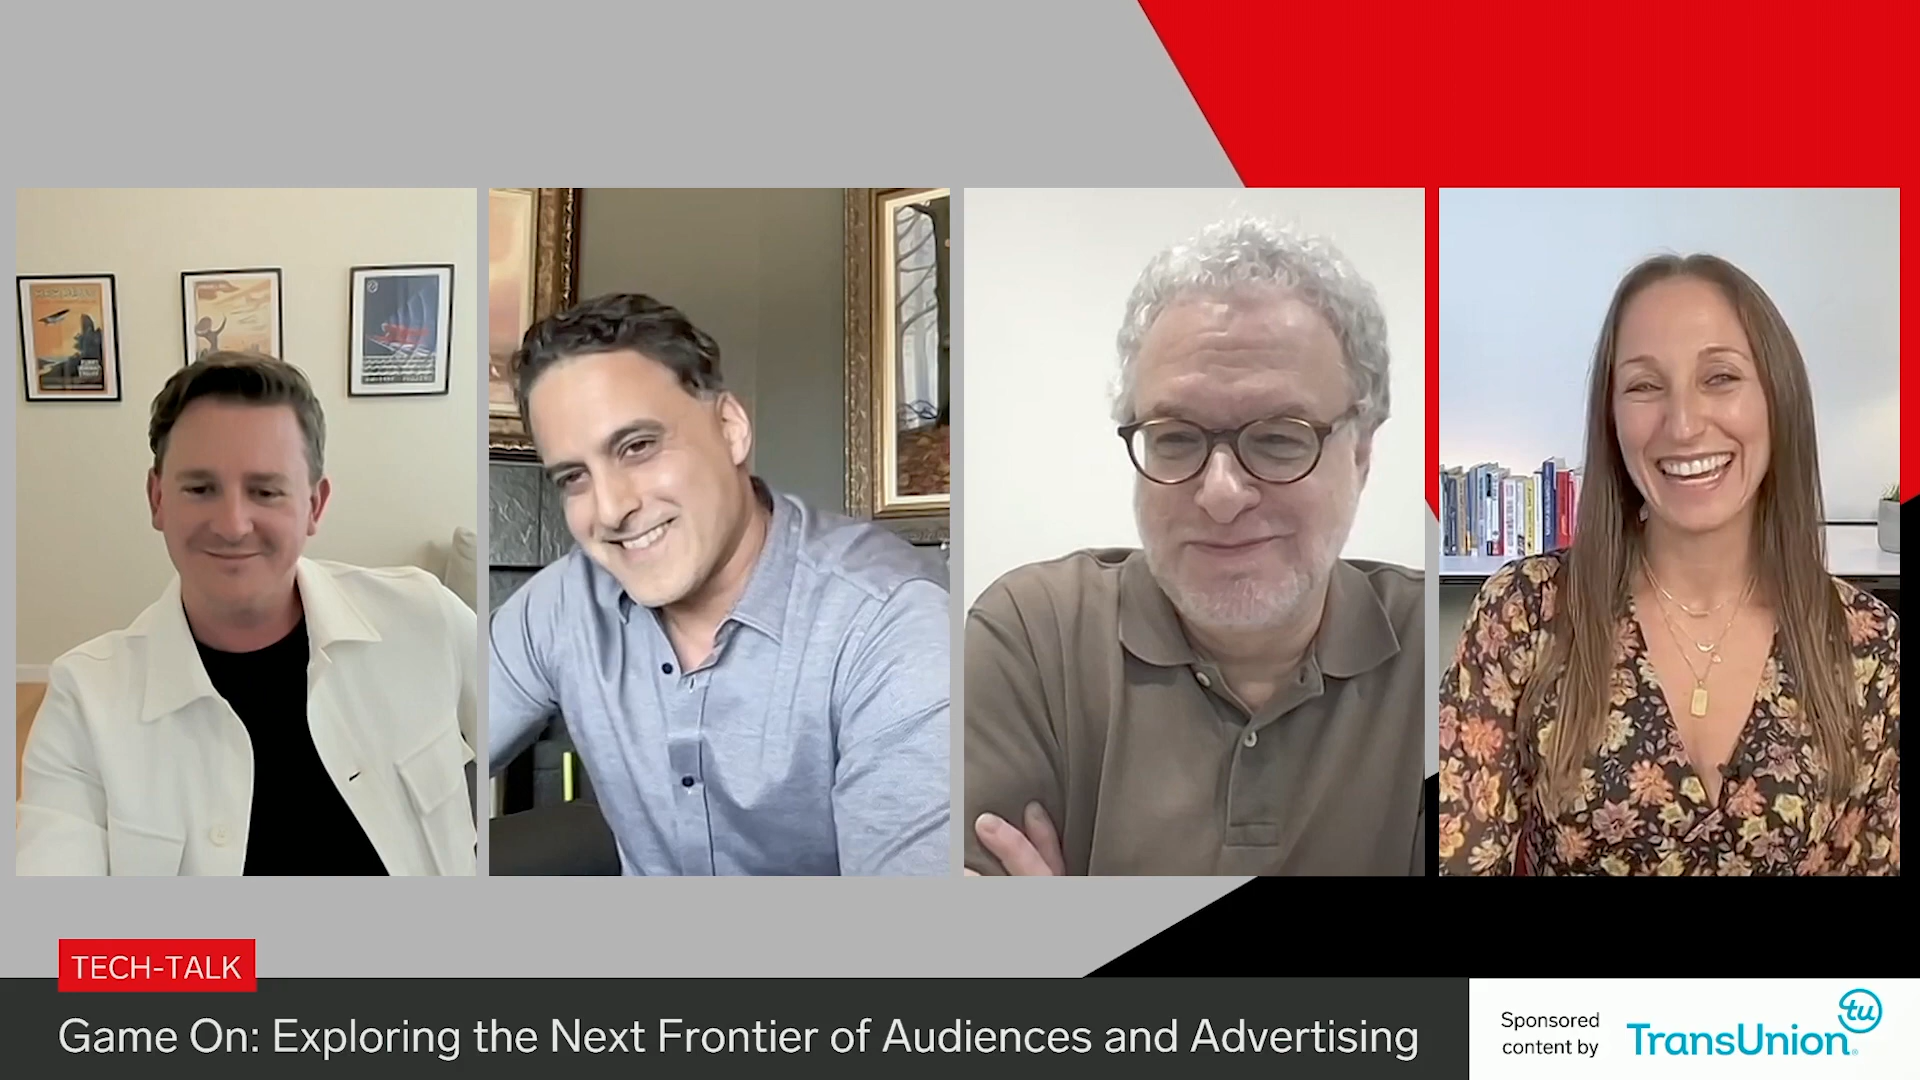 TECH-TALK
Game On: Exploring the Next Frontier of Audiences and Advertising
Sponsored
content by
tu
TransUnion®